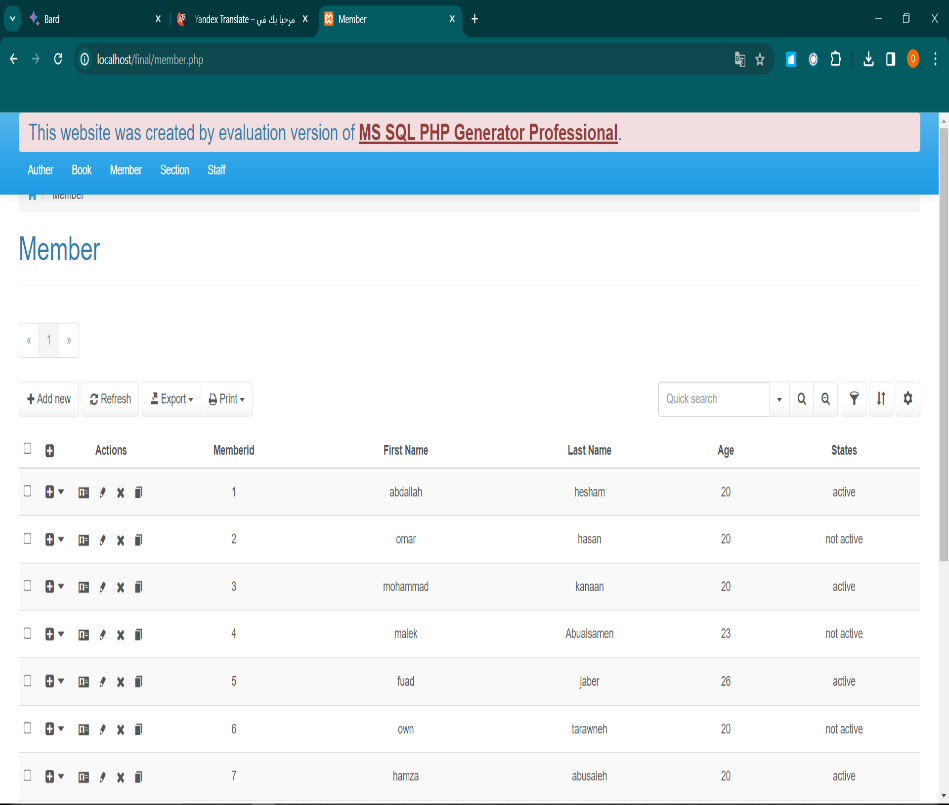 Bard
Yandex Translate – مرحبا بك في
Member
localhost/final/member.php
O
This website was created by evaluation version of MS SQL PHP Generator Professional.
Auther Book Member Section Staff
Member
Member
« 1 »
Add new Refresh Export Print Quick search
Actions Memberid First Name Last Name Age States
1 abdallah hesham 20 active
2 omar hasan 20 not active
3 mohammad kanaan 20 active
4 malek Abualsamen 23 not active
5 fuad jaber 26 active
6 own tarawneh 20 not active
7 hamza abusaleh 20 active